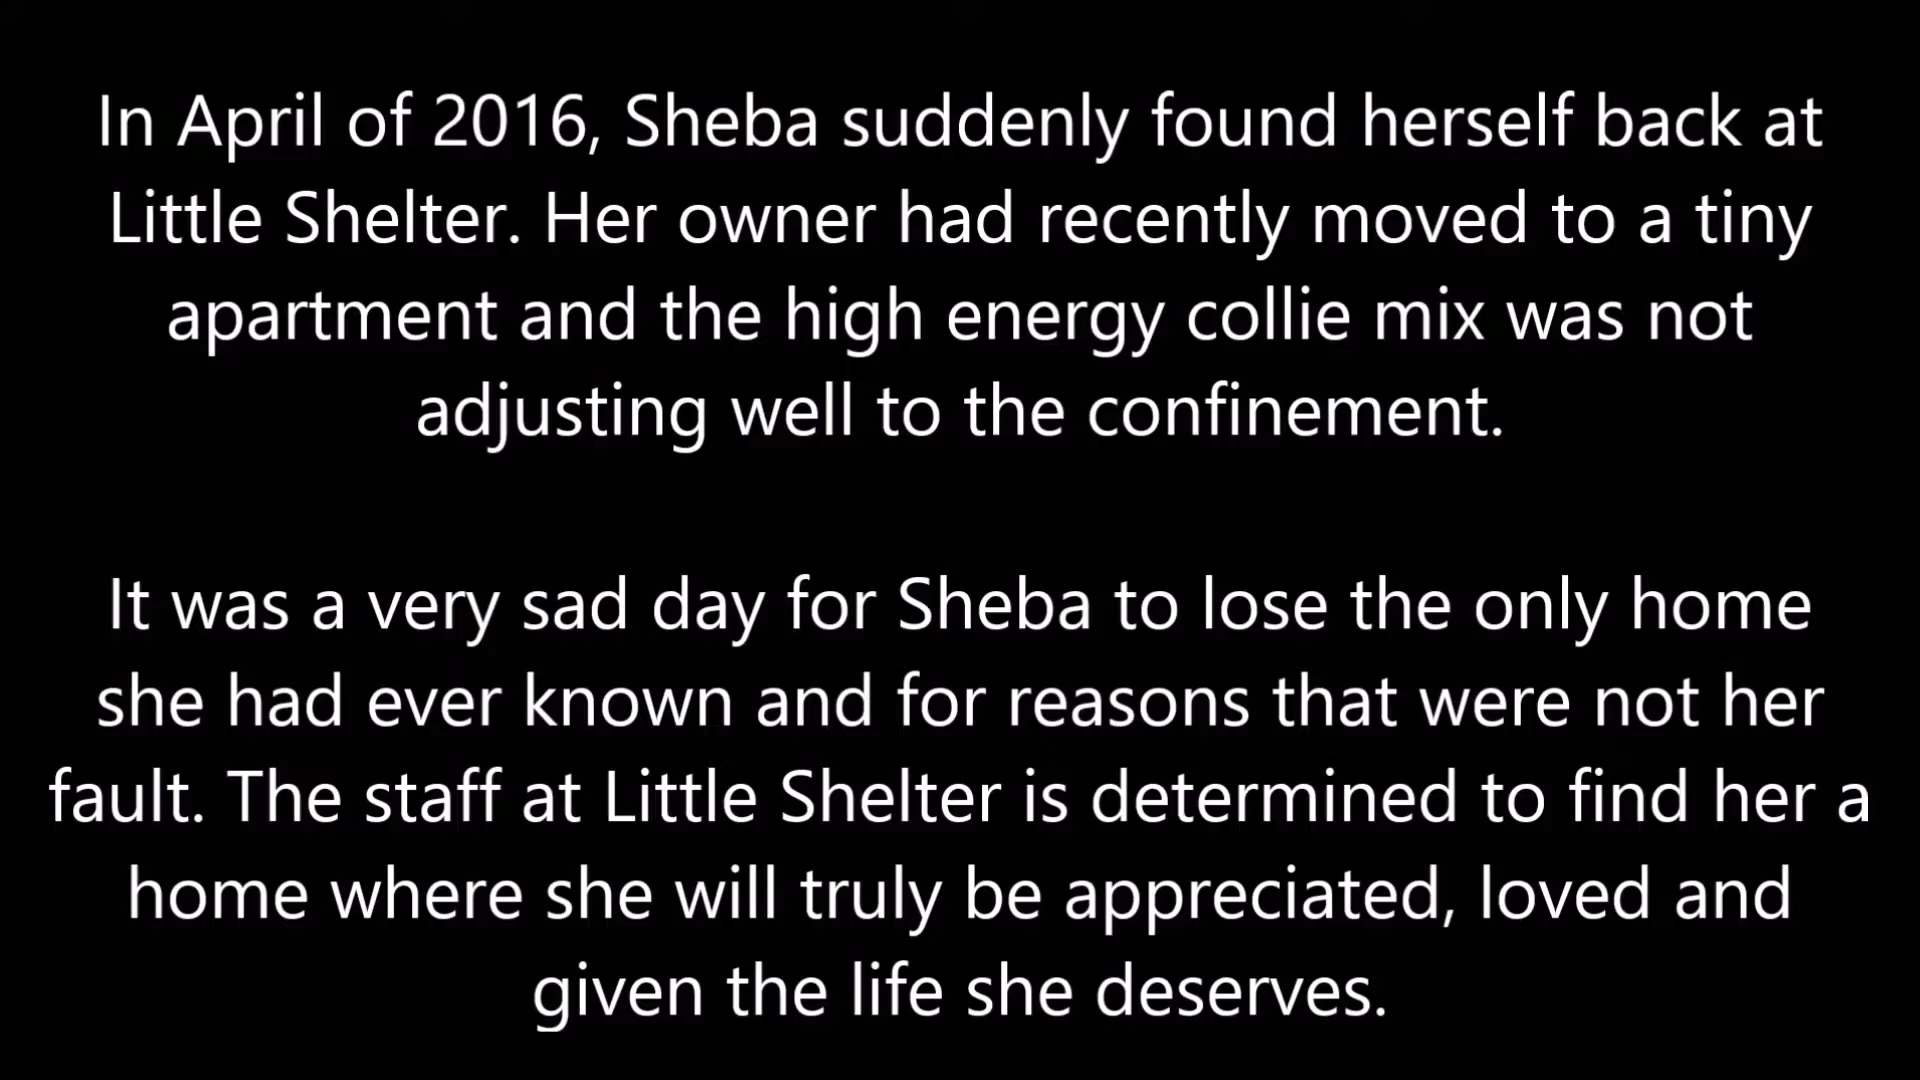 In April of 2016, Sheba suddenly found herself back at
Little Shelter. Her owner had recently moved to a tiny
apartment and the high energy collie mix was not
adjusting well to the confinement.
It was a very sad day for Sheba to lose the only home
she had ever known and for reasons that were not her
fault. The staff at Little Shelter is determined to find her a
home where she will truly be appreciated, loved and
given the life she deserves.